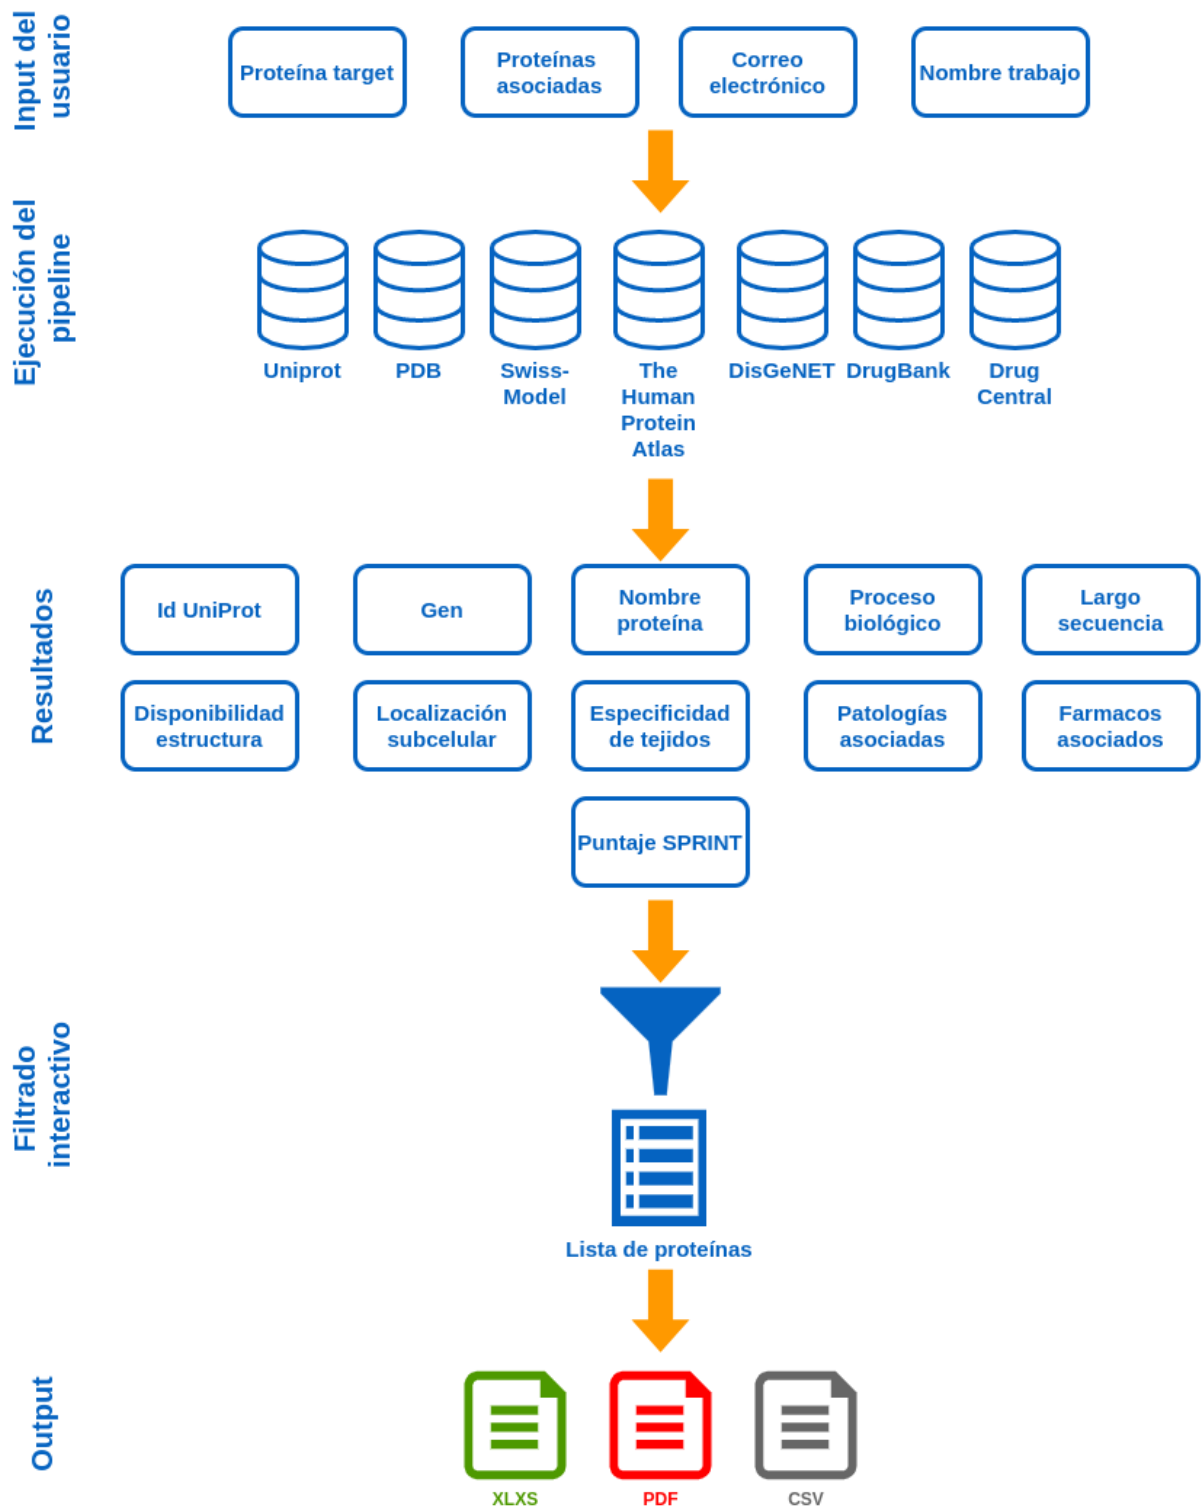 Input del
usuario
Proteína target
Proteínas
asociadas
Correo
electrónico
Nombre trabajo
Ejecución del
pipeline
Uniprot
PDB
Swiss-
Model
The
Human
Protein
Atlas
DisGeNET
DrugBank
Drug
Central
Resultados
Id UniProt
Gen
Nombre
proteína
Proceso
biológico
Largo
secuencia
Disponibilidad
estructura
Localización
subcelular
Especificidad
de tejidos
Patologías
asociadas
Farmacos
asociados
Puntaje SPRINT
Filtrado
interactivo
Lista de proteínas
Output
XLXS
PDF
CSV